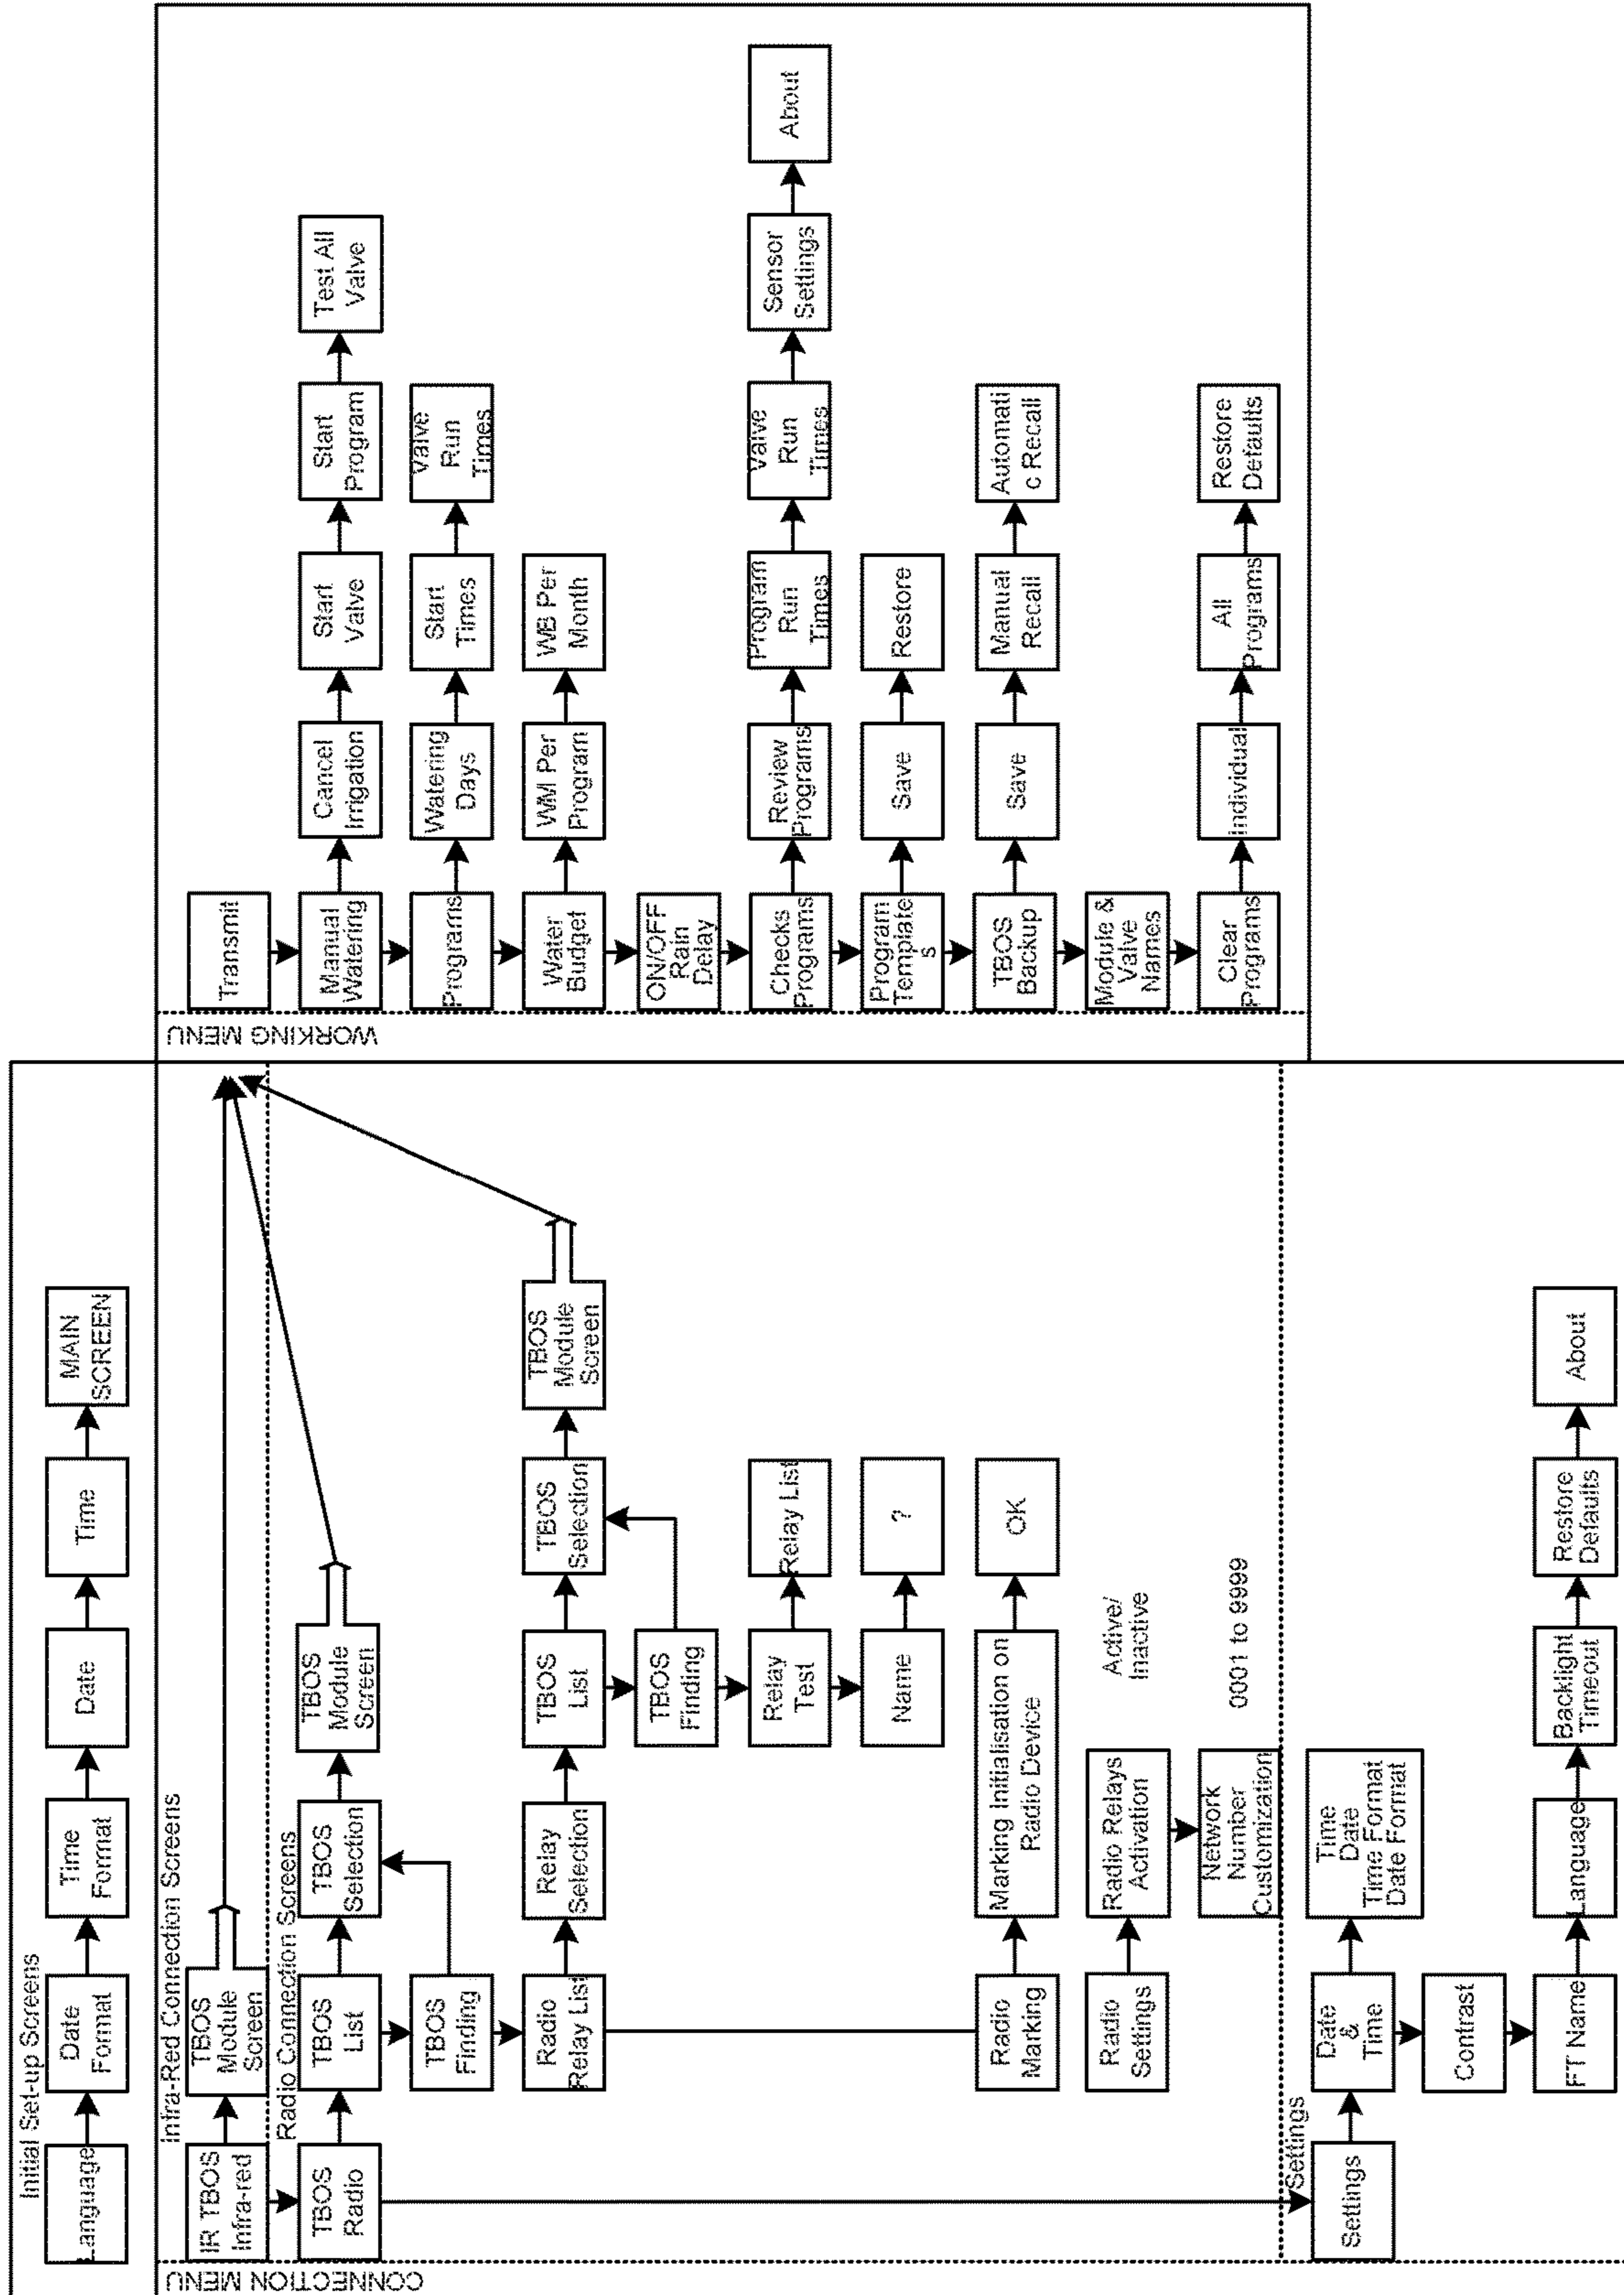 Initial Set-up Screens
Language
Date
Format
Time
Format
Date
Time
MAIN
SCREEN
CONNECTION MENU
Infra-Red Connection Screens
IR TBOS
Infra-red
TBOS
Module
Screen
Radio Connection Screens
TBOS
Radio
TBOS
List
TBOS
Selection
TBOS
Module
Screen
TBOS
Finding
Radio
Relay List
Relay
Selection
TBOS
List
TBOS
Selection
TBOS
Module
Screen
TBOS
Finding
Relay
Test
Relay List
Name
?
Radio
Marking
Marking Initialisation on
Radio Device
OK
Radio
Settings
Radio Relays
Activation
Active/
Inactive
Network
Number
Customization
0001 to 9999
Settings
Settings
Date
&
Time
Time
Date
Time Format
Date Format
Contrast
FT Name
Language
Backlight
Timeout
Restore
Defaults
About
WORKING MENU
Transmit
Manual
Watering
Cancel
Irrigation
Start
Valve
Start
Program
Test All
Valve
Programs
Watering
Days
Start
Times
Valve
Run
Times
Water
Budget
WM Per
Program
WB Per
Month
ON/OFF
Rain
Delay
Checks
Programs
Review
Programs
Program
Run
Times
Valve
Run
Times
Sensor
Settings
About
Program
Template
s
Save
Restore
TBOS
Backup
Save
Manual
Recall
Automati
c Recall
Module &
Valve
Names
Clear
Programs
Individual
All
Programs
Restore
Defaults